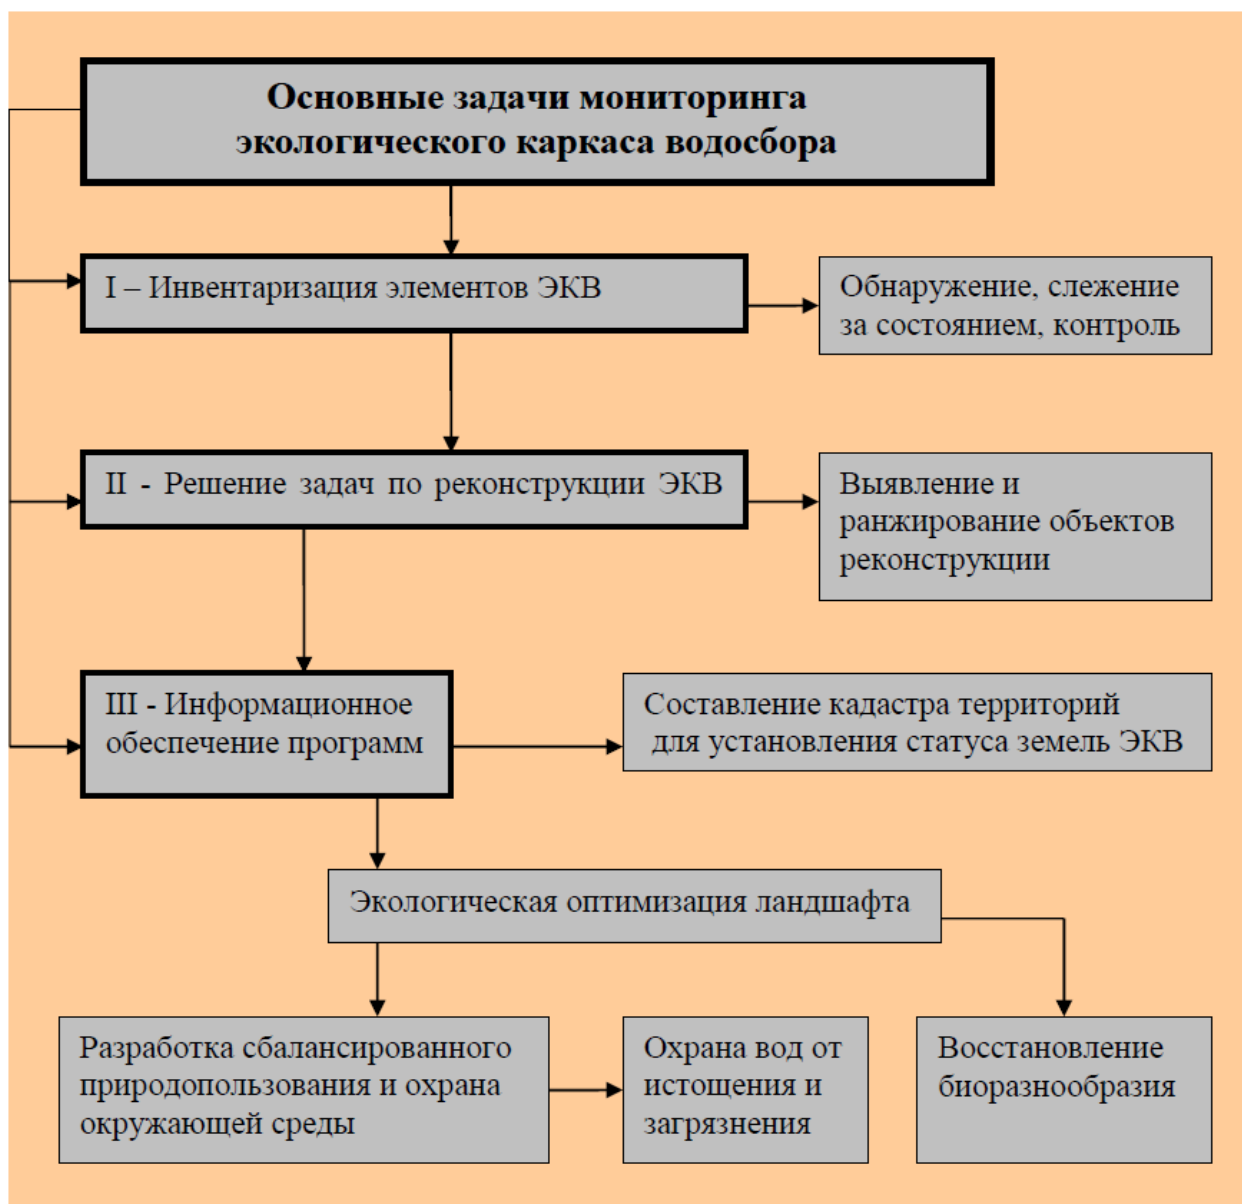 Основные задачи мониторинга
экологического каркаса водосбора
I – Инвентаризация элементов ЭКВ
Обнаружение, слежение
за состоянием, контроль
II - Решение задач по реконструкции ЭКВ
Выявление и
ранжирование объектов
реконструкции
III - Информационное
обеспечение программ
Составление кадастра территорий
для установления статуса земель ЭКВ
Экологическая оптимизация ландшафта
Разработка сбалансированного
природопользования и охрана
окружающей среды
Охрана вод от
истощения и
загрязнения
Восстановление
биоразнообразия